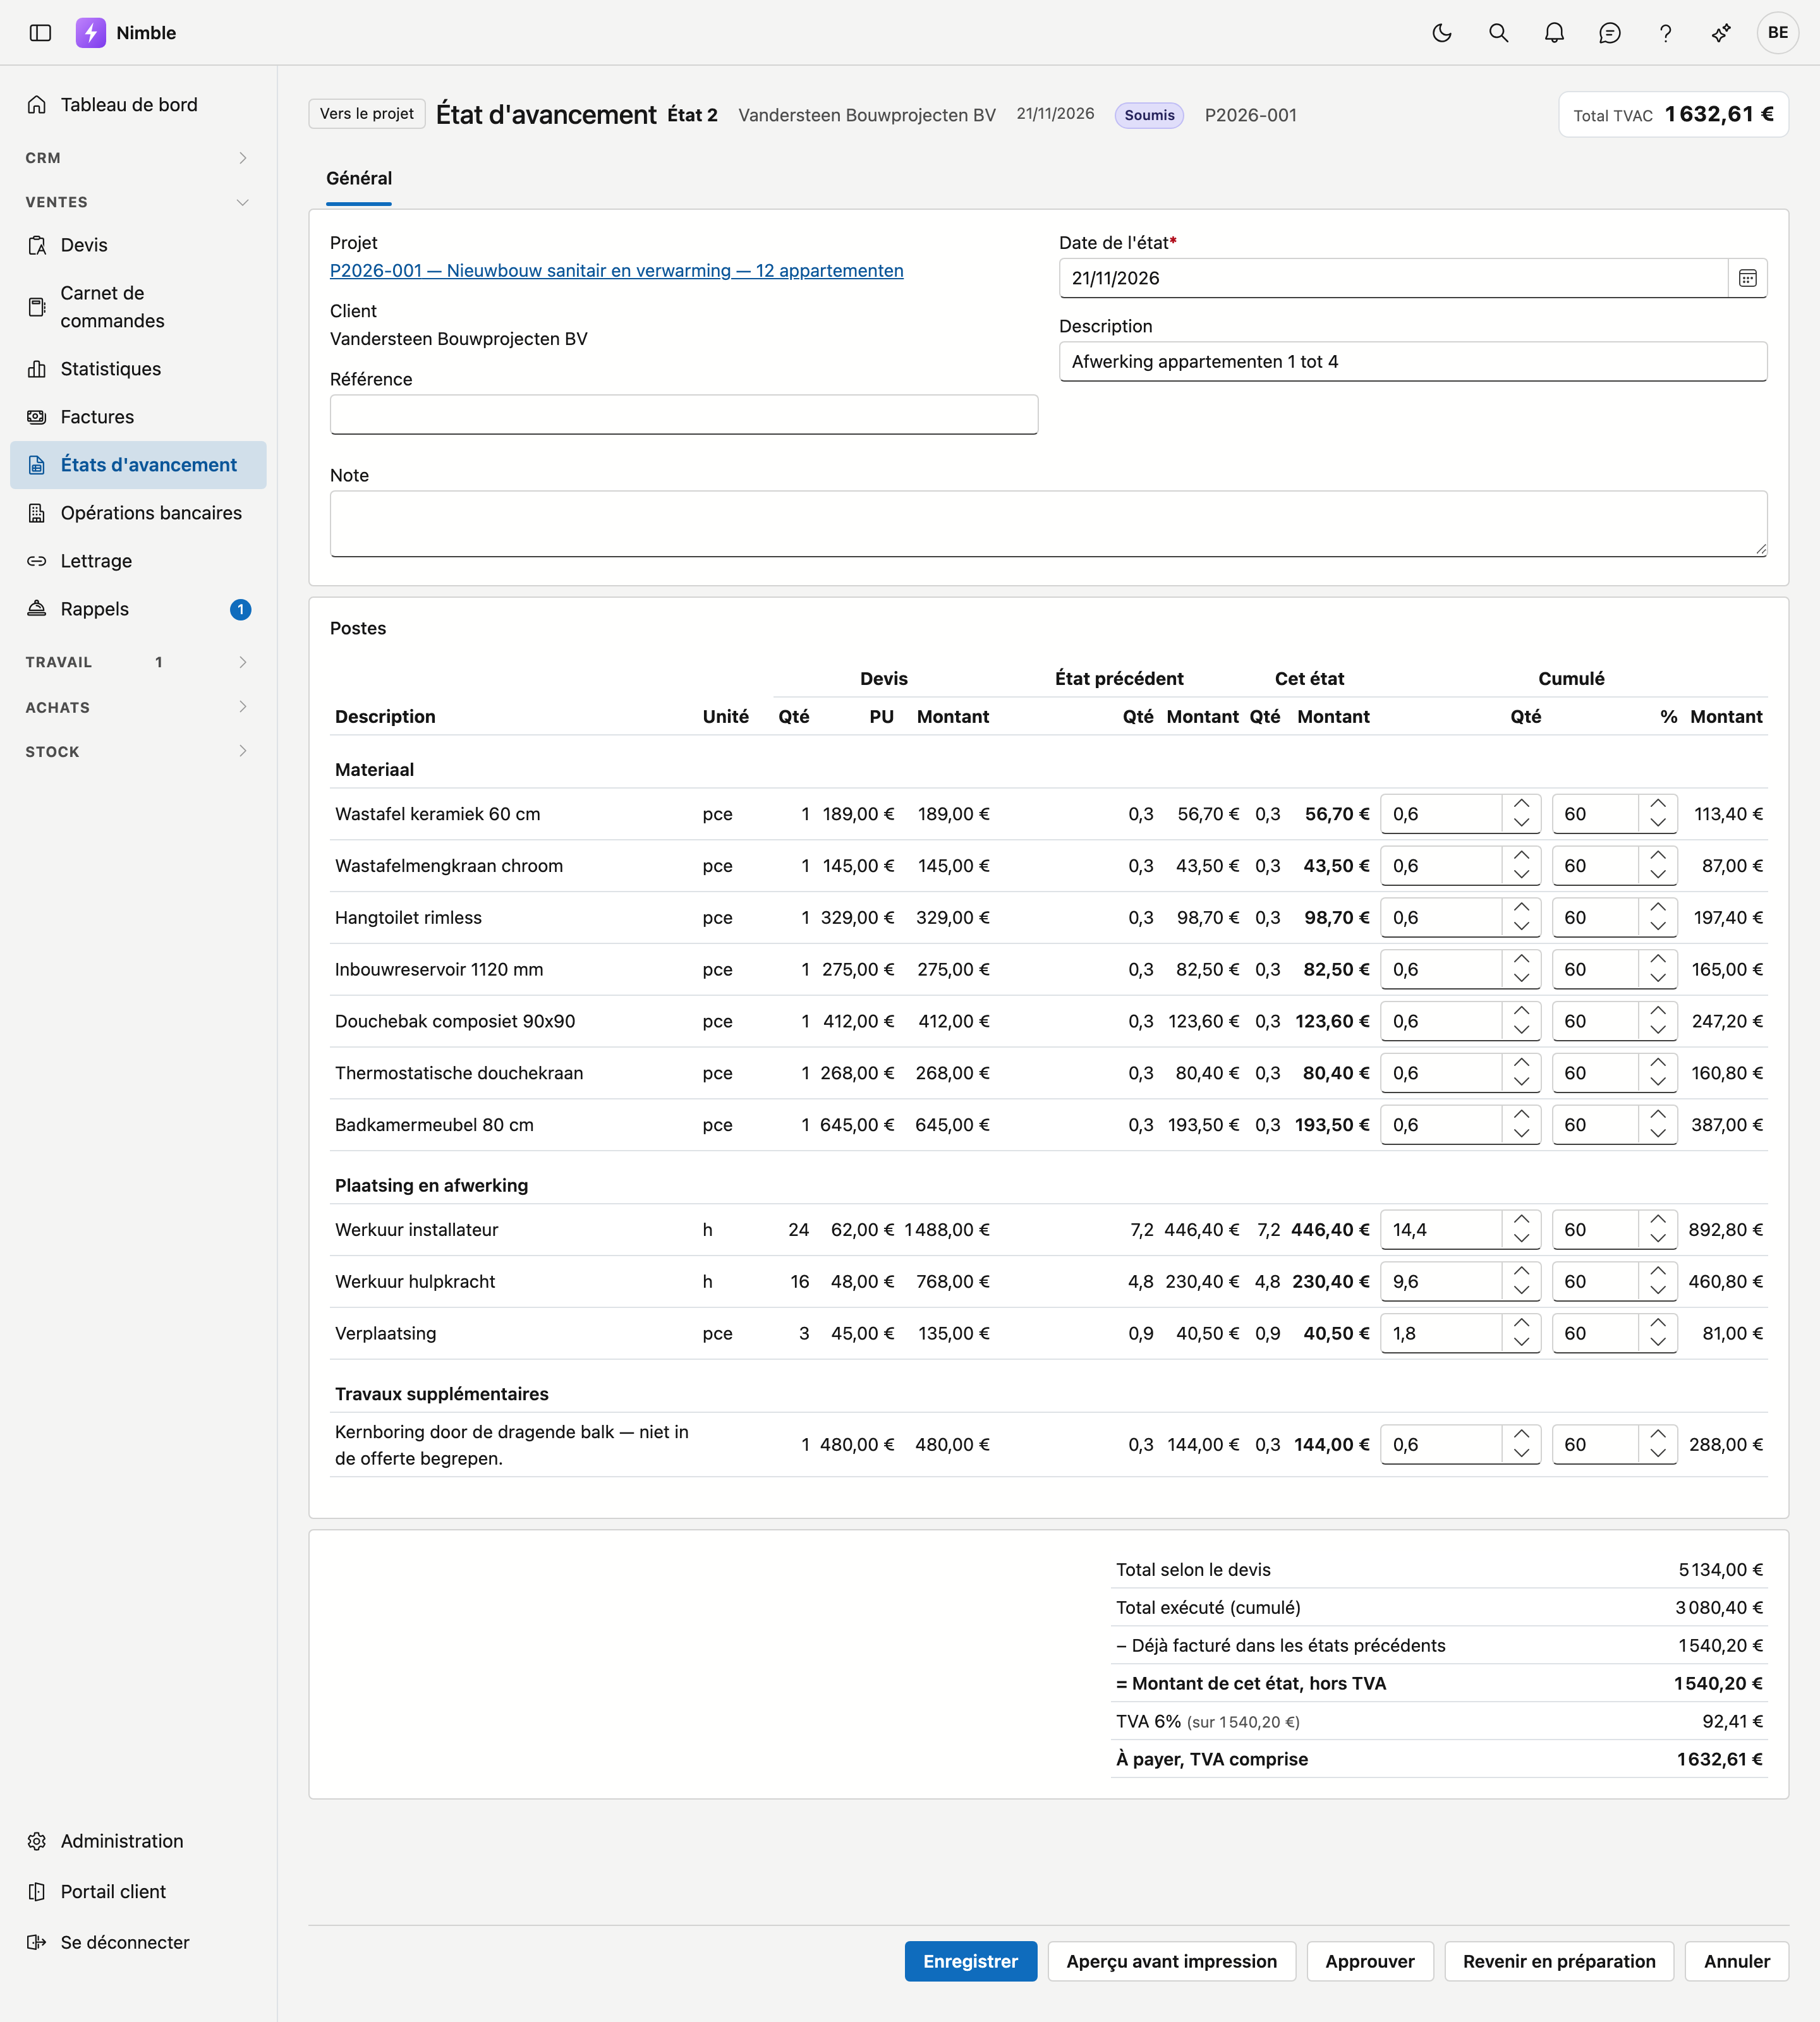 Nimble
BE
Tableau de bord
CRM
VENTES
Devis
Carnet de
commandes
Statistiques
Factures
États d'avancement
Opérations bancaires
Lettrage
Rappels 1
TRAVAIL 1
ACHATS
STOCK
Administration
Portail client
Se déconnecter
Vers le projet État d'avancement État 2 Vandersteen Bouwprojecten BV 21/11/2026 Soumis P2026-001 Total TVAC 1 632,61 €
Général
Projet
P2026-001 — Nieuwbouw sanitair en verwarming — 12 appartementen
Client
Vandersteen Bouwprojecten BV
Référence
Date de l'état*
21/11/2026
Description
Afwerking appartementen 1 tot 4
Note
Postes
Devis État précédent Cet état Cumulé
Description Unité Qté PU Montant Qté Montant Qté Montant Qté % Montant
Materiaal
Wastafel keramiek 60 cm pce 1 189,00 € 189,00 € 0,3 56,70 € 0,3 56,70 € 0,6 60 113,40 €
Wastafelmengkraan chroom pce 1 145,00 € 145,00 € 0,3 43,50 € 0,3 43,50 € 0,6 60 87,00 €
Hangtoilet rimless pce 1 329,00 € 329,00 € 0,3 98,70 € 0,3 98,70 € 0,6 60 197,40 €
Inbouwreservoir 1120 mm pce 1 275,00 € 275,00 € 0,3 82,50 € 0,3 82,50 € 0,6 60 165,00 €
Douchebak composiet 90x90 pce 1 412,00 € 412,00 € 0,3 123,60 € 0,3 123,60 € 0,6 60 247,20 €
Thermostatische douchekraan pce 1 268,00 € 268,00 € 0,3 80,40 € 0,3 80,40 € 0,6 60 160,80 €
Badkamermeubel 80 cm pce 1 645,00 € 645,00 € 0,3 193,50 € 0,3 193,50 € 0,6 60 387,00 €
Plaatsing en afwerking
Werkuur installateur h 24 62,00 € 1 488,00 € 7,2 446,40 € 7,2 446,40 € 14,4 60 892,80 €
Werkuur hulpkracht h 16 48,00 € 768,00 € 4,8 230,40 € 4,8 230,40 € 9,6 60 460,80 €
Verplaatsing pce 3 45,00 € 135,00 € 0,9 40,50 € 0,9 40,50 € 1,8 60 81,00 €
Travaux supplémentaires
Kernboring door de dragende balk — niet in
de offerte begrepen. 1 480,00 € 480,00 € 0,3 144,00 € 0,3 144,00 € 0,6 60 288,00 €
Total selon le devis 5 134,00 €
Total exécuté (cumulé) 3 080,40 €
– Déjà facturé dans les états précédents 1 540,20 €
= Montant de cet état, hors TVA 1 540,20 €
TVA 6% (sur 1 540,20 €) 92,41 €
À payer, TVA comprise 1 632,61 €
Enregistrer Aperçu avant impression Approuver Revenir en préparation Annuler